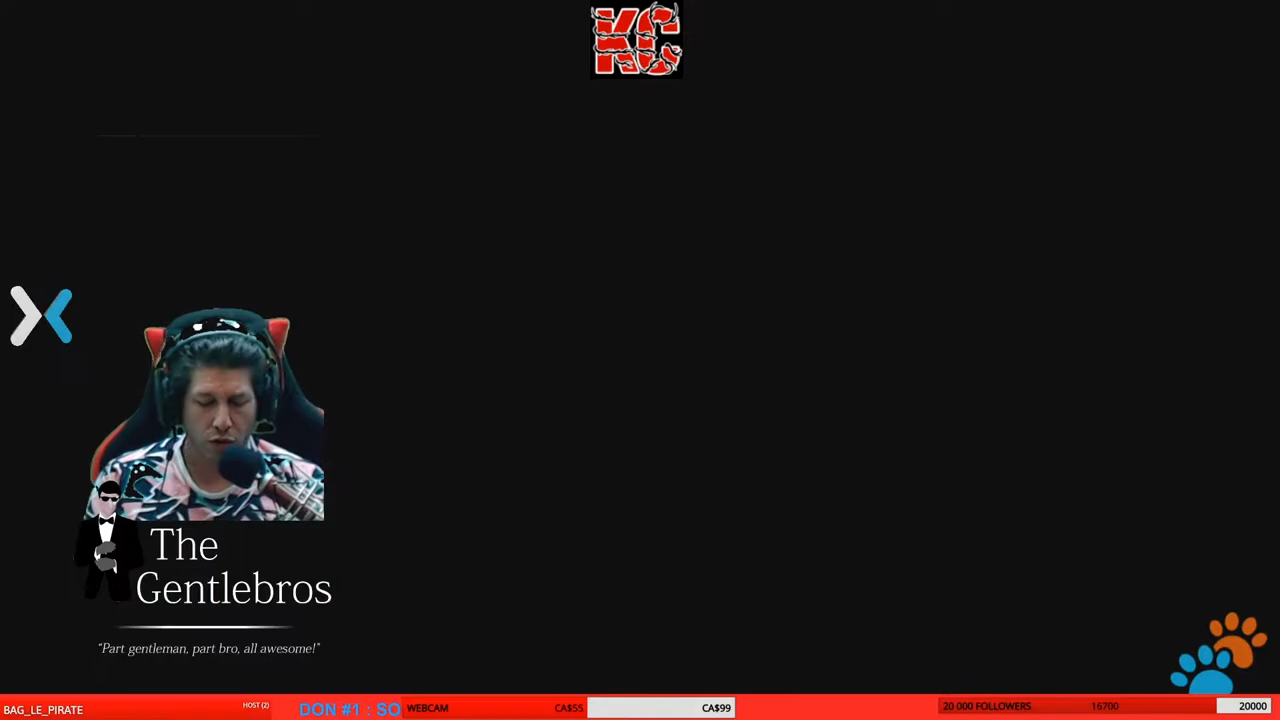 KC
The
Gentlebros
“Part gentleman, part bro, all awesome!”
BAG_LE_PIRATE
HOST (2)
DON #1 : SO
WEBCAM
CA$55
CA$99
20 000 FOLLOWERS
16700
20000